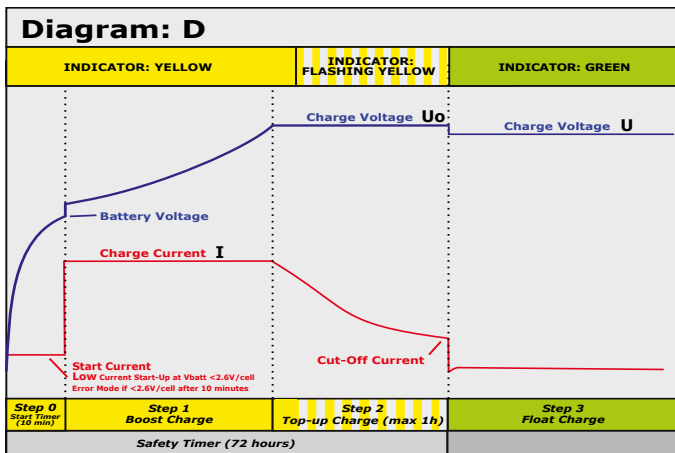 Diagram: D
INDICATOR: YELLOW
INDICATOR:
FLASHING YELLOW
INDICATOR: GREEN
Charge Voltage Uo
Charge Voltage U
Battery Voltage
Charge Current I
Start Current
Low Current Start-Up at Vbatt <2.6V/cell
Error Mode if <2.6V/cell after 10 minutes
Cut-Off Current
Step 0
Start Timer
(10 min)
Step 1
Boost Charge
Step 2
Top-up Charge (max 1h)
Step 3
Float Charge
Safety Timer (72 hours)